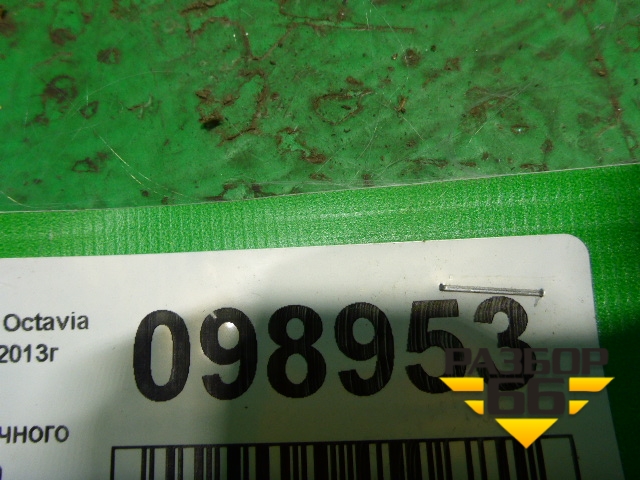 Octavia
098953
2013г
чного
РАЗБОР
66